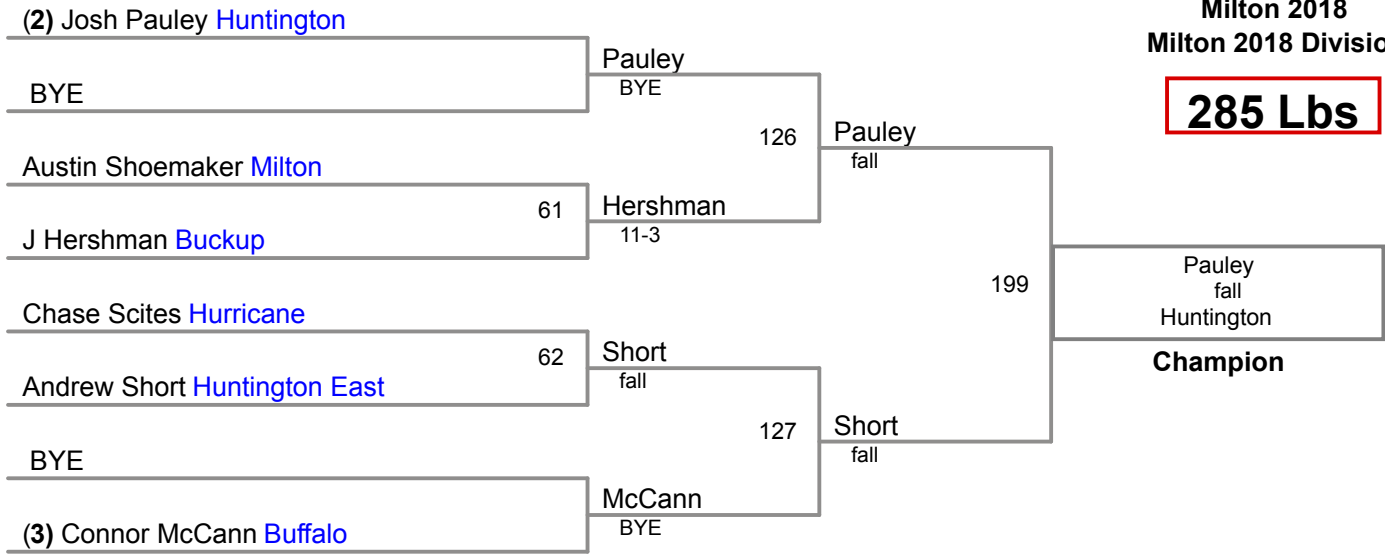 Milton 2018
Milton 2018 Divisio
285 Lbs
(2) Josh Pauley Huntington
BYE
Austin Shoemaker Milton
J Hershman Buckup
Chase Scites Hurricane
Andrew Short Huntington East
BYE
(3) Connor McCann Buffalo
Pauley
BYE
61
Hershman
11-3
62
Short
fall
McCann
BYE
126
Pauley
fall
127
Short
fall
199
Pauley
fall
Huntington
Champion